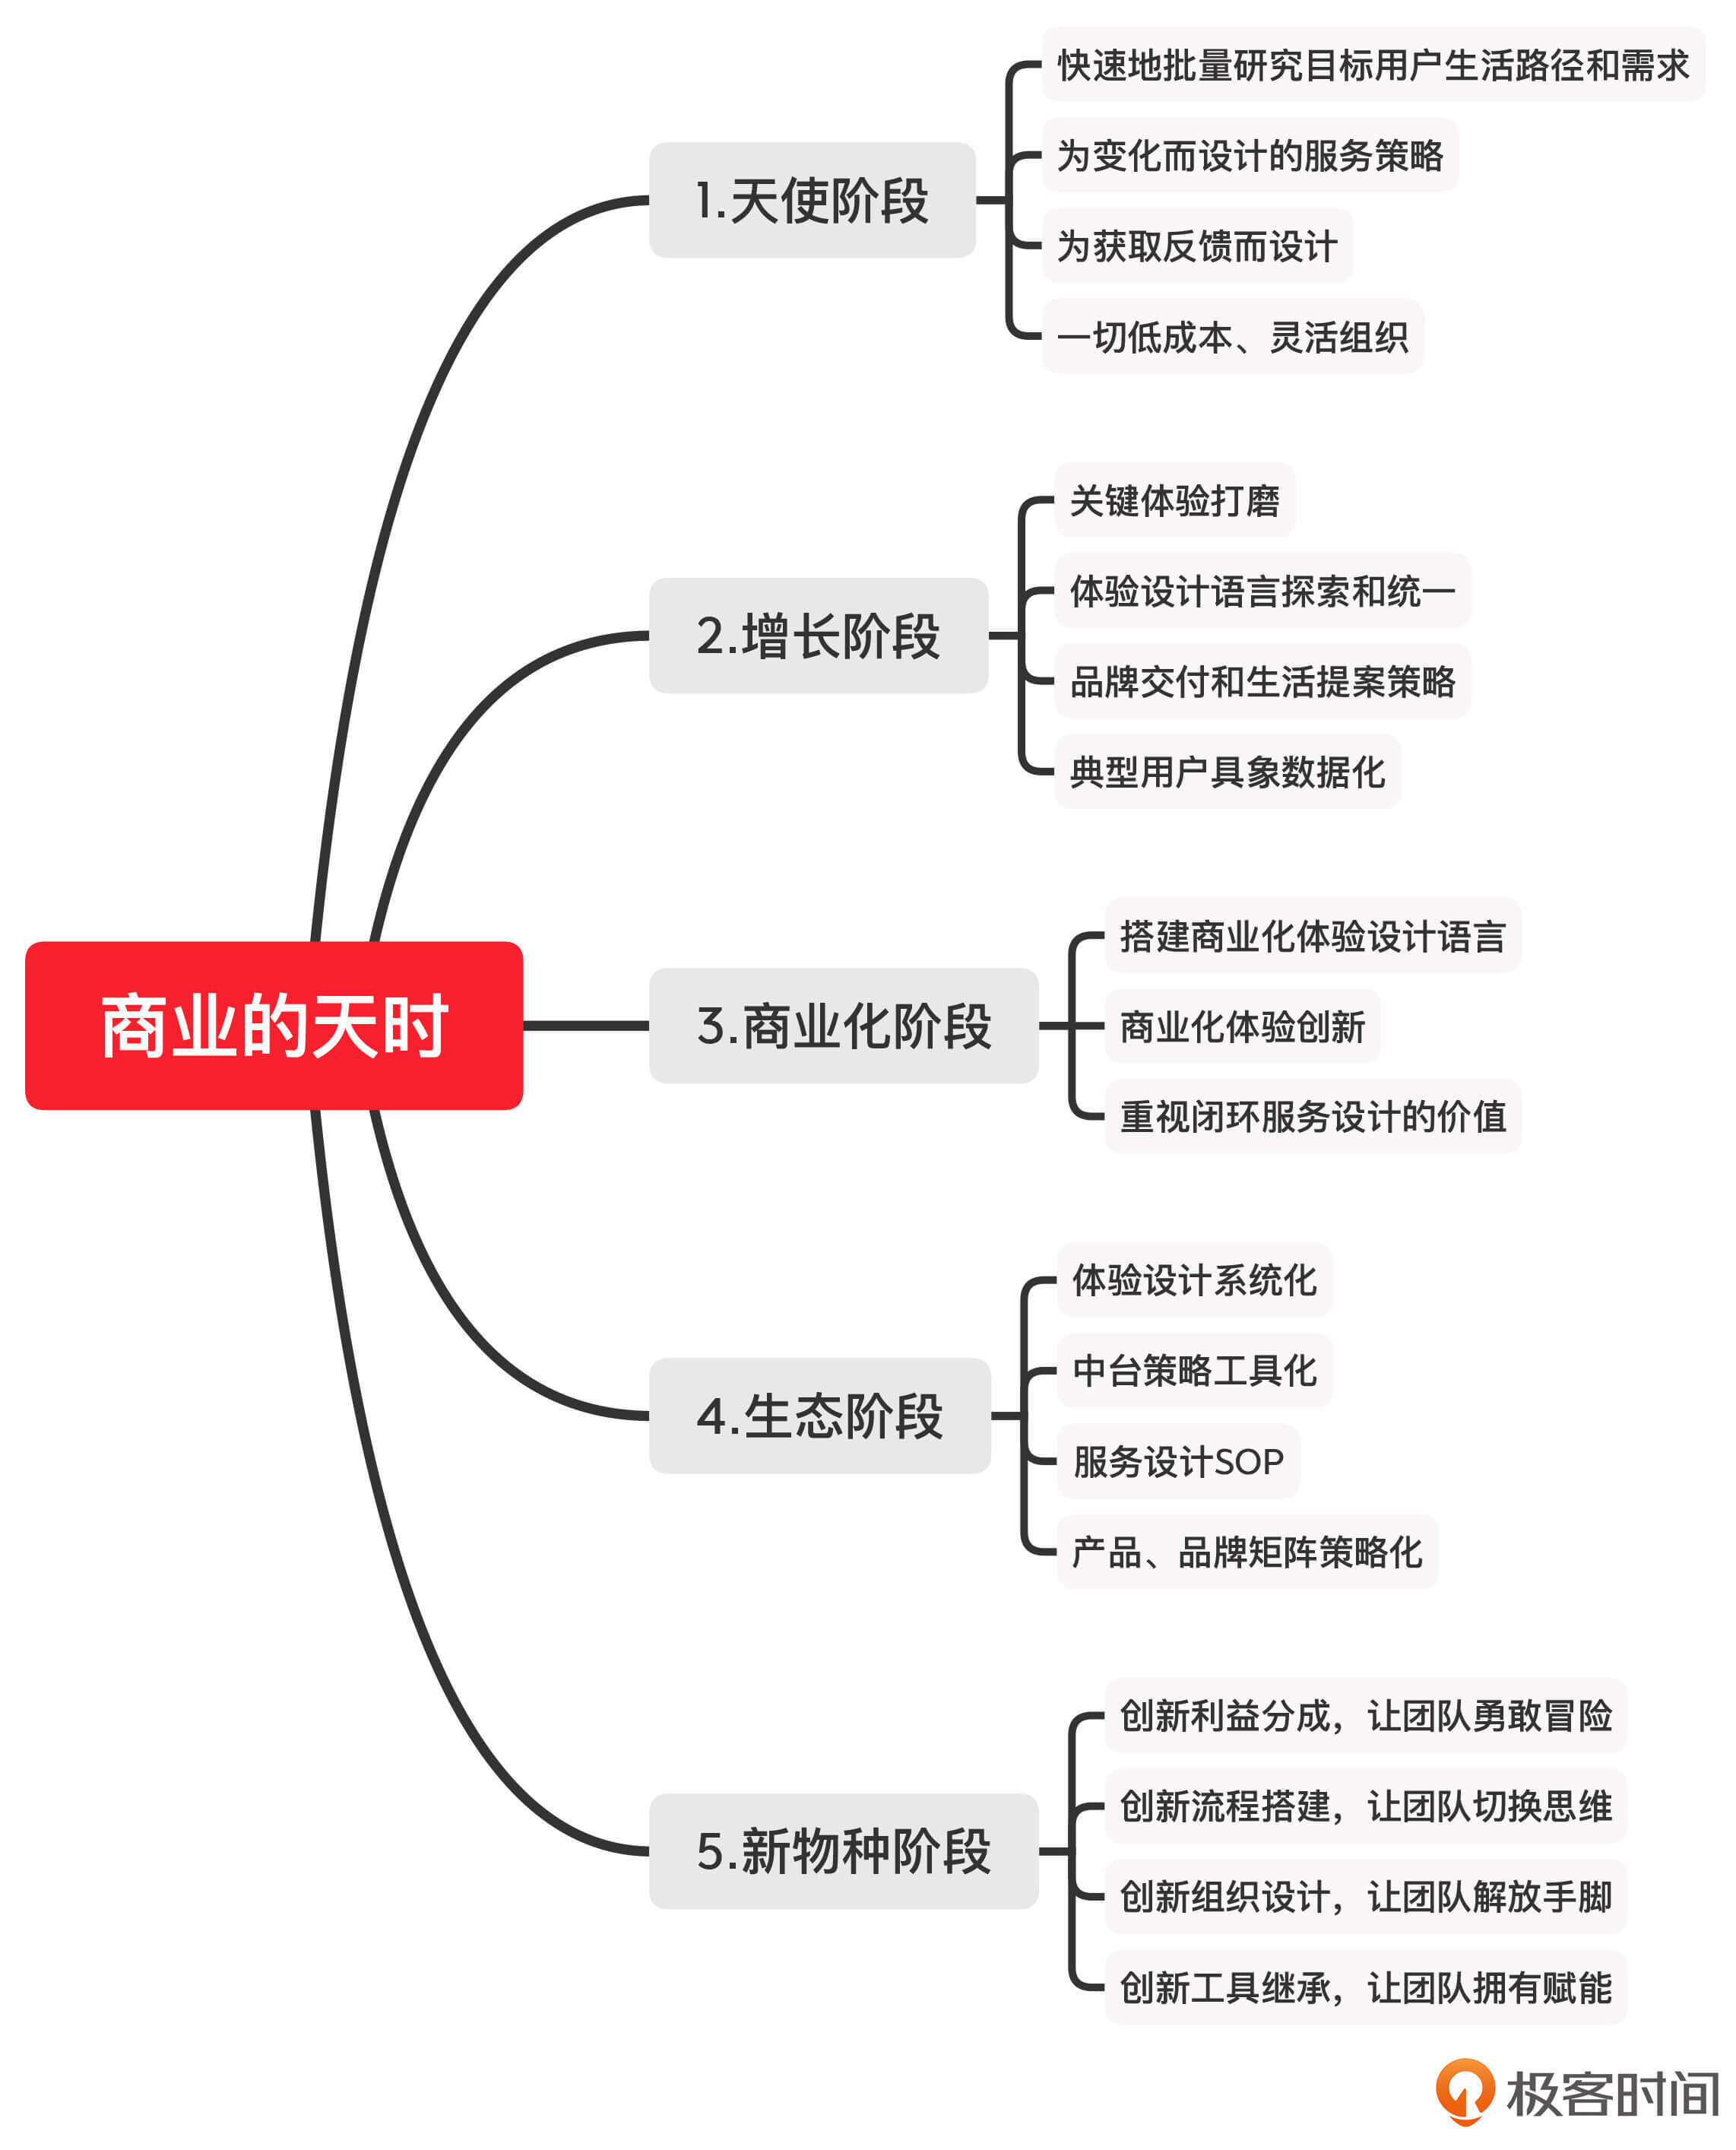 快速地批量研究目标用户生活路径和需求
为变化而设计的服务策略
1.天使阶段
为获取反馈而设计
一切低成本、灵活组织
关键体验打磨
体验设计语言探索和统一
2.增长阶段
品牌交付和生活提案策略
典型用户具象数据化
搭建商业化体验设计语言
商业的天时
3.商业化阶段
商业化体验创新
重视闭环服务设计的价值
体验设计系统化
中台策略工具化
4.生态阶段
服务设计SOP
产品、品牌矩阵策略化
创新利益分成，让团队勇敢冒险
创新流程搭建，让团队切换思维
5.新物种阶段
创新组织设计，让团队解放手脚
创新工具继承，让团队拥有赋能
极客时间